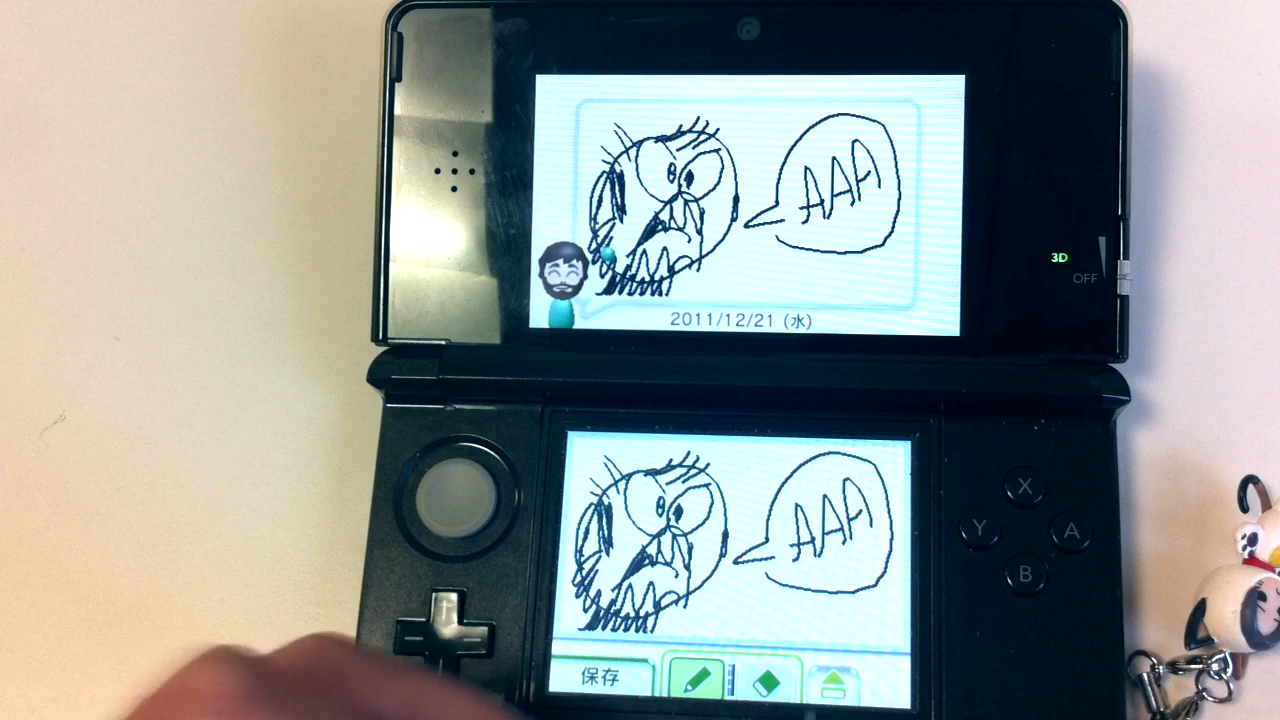 AAA
2011/12/21 (水)
3D
OFF
AAA
X
Y
A
B
保存